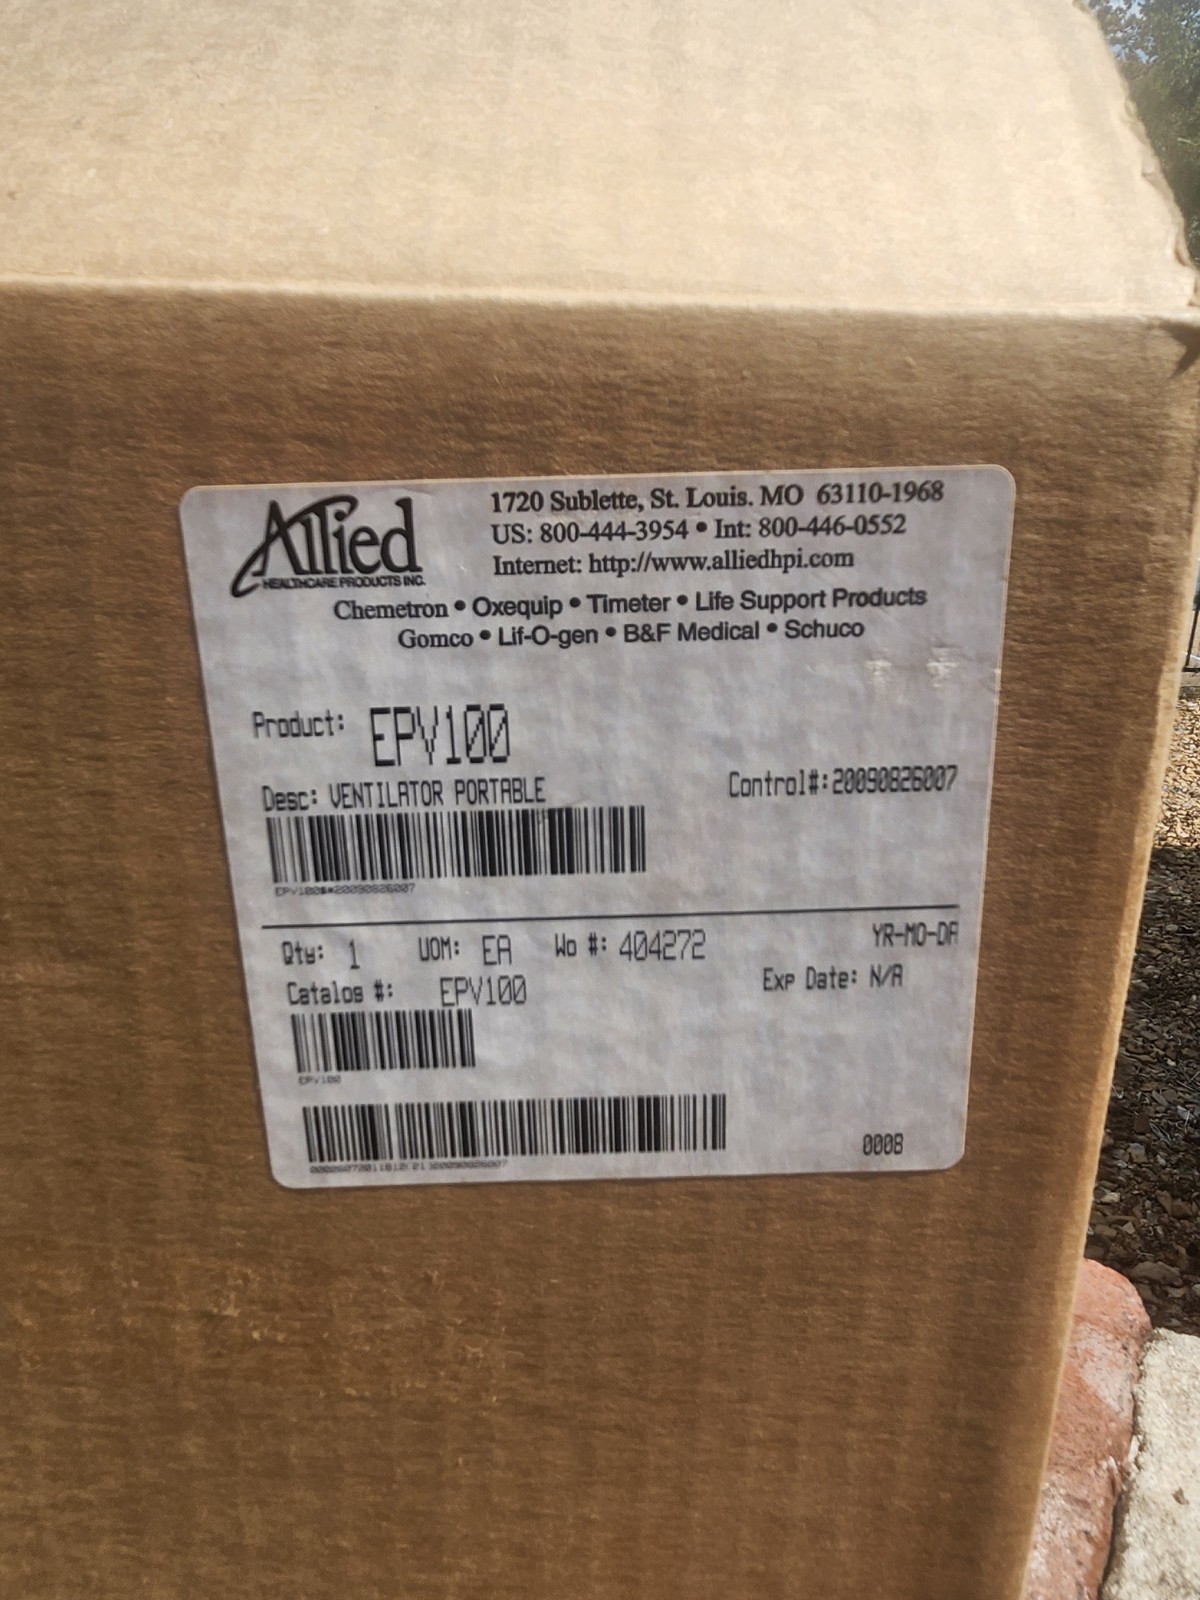 Allied
HEALTHCARE PRODUCTS INC.
1720 Sublette, St. Louis. MO 63110-1968
US: 800-444-3954 • Int: 800-446-0552
Internet: http://www.alliedhpi.com
Chemetron • Oxequip • Timeter • Life Support Products
Gomco • Lif-O-gen • B&F Medical • Schuco
Product: EPV100
Desc: VENTILATOR PORTABLE
Control#:20090826007
Qty: 1 UOM: EA Wo #: 404272
YR-MO-DA
Catalog #: EPV100
Exp Date: N/A
EPV100
0008